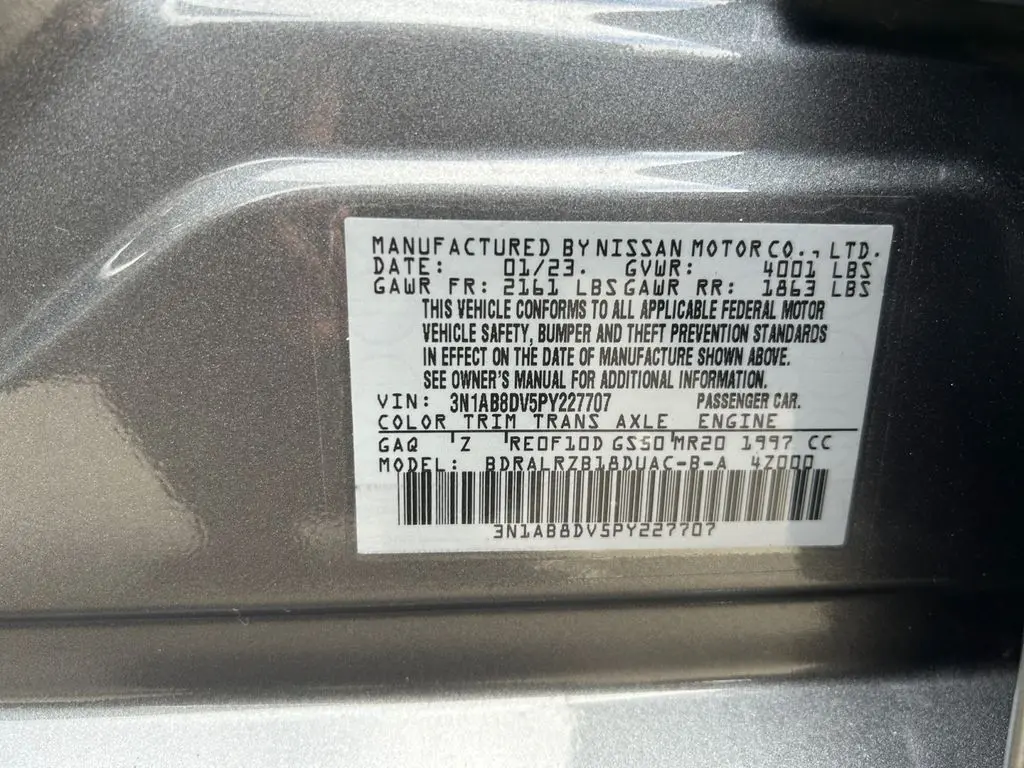 MANUFACTURED BY NISSAN MOTOR CO., LTD.
DATE: 01/23. GVWR: 4001 LBS
GAWR FR: 2161 LBS GAWR RR: 1863 LBS
THIS VEHICLE CONFORMS TO ALL APPLICABLE FEDERAL MOTOR
VEHICLE SAFETY, BUMPER AND THEFT PREVENTION STANDARDS
IN EFFECT ON THE DATE OF MANUFACTURE SHOWN ABOVE.
SEE OWNER'S MANUAL FOR ADDITIONAL INFORMATION.
VIN: 3N1AB8DV5PY227707 PASSENGER CAR.
COLOR TRIM TRANS AXLE ENGINE
GAQ Z RE0F10D GS50 MR20 1997 CC
MODEL: BDRALRZB18DUAC-B-A 4Z000
3N1AB8DV5PY227707